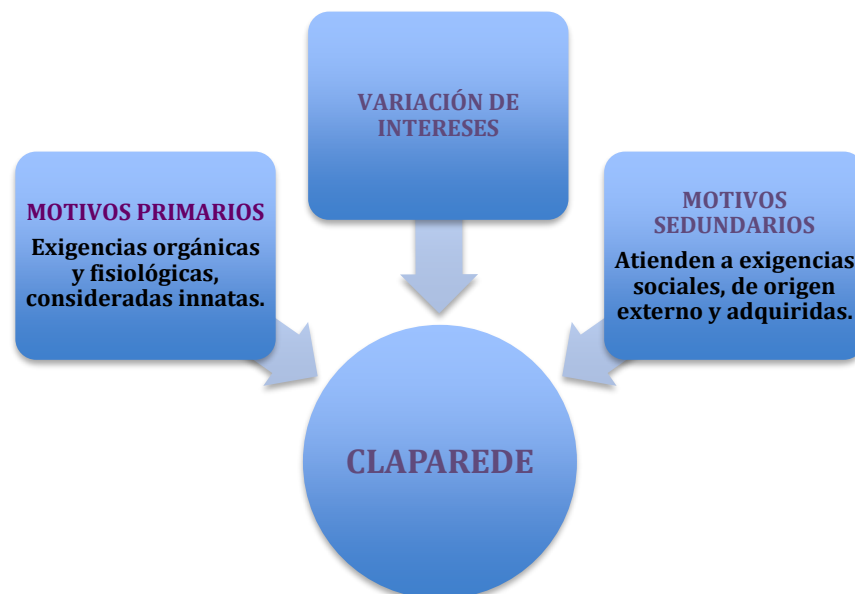 VARIACIÓN DE
INTERESES
MOTIVOS PRIMARIOS
Exigencias orgánicas
y fisiológicas,
consideradas innatas.
MOTIVOS
SEDUNDARIOS
Atienden a exigencias
sociales, de origen
externo y adquiridas.
CLAPAREDE